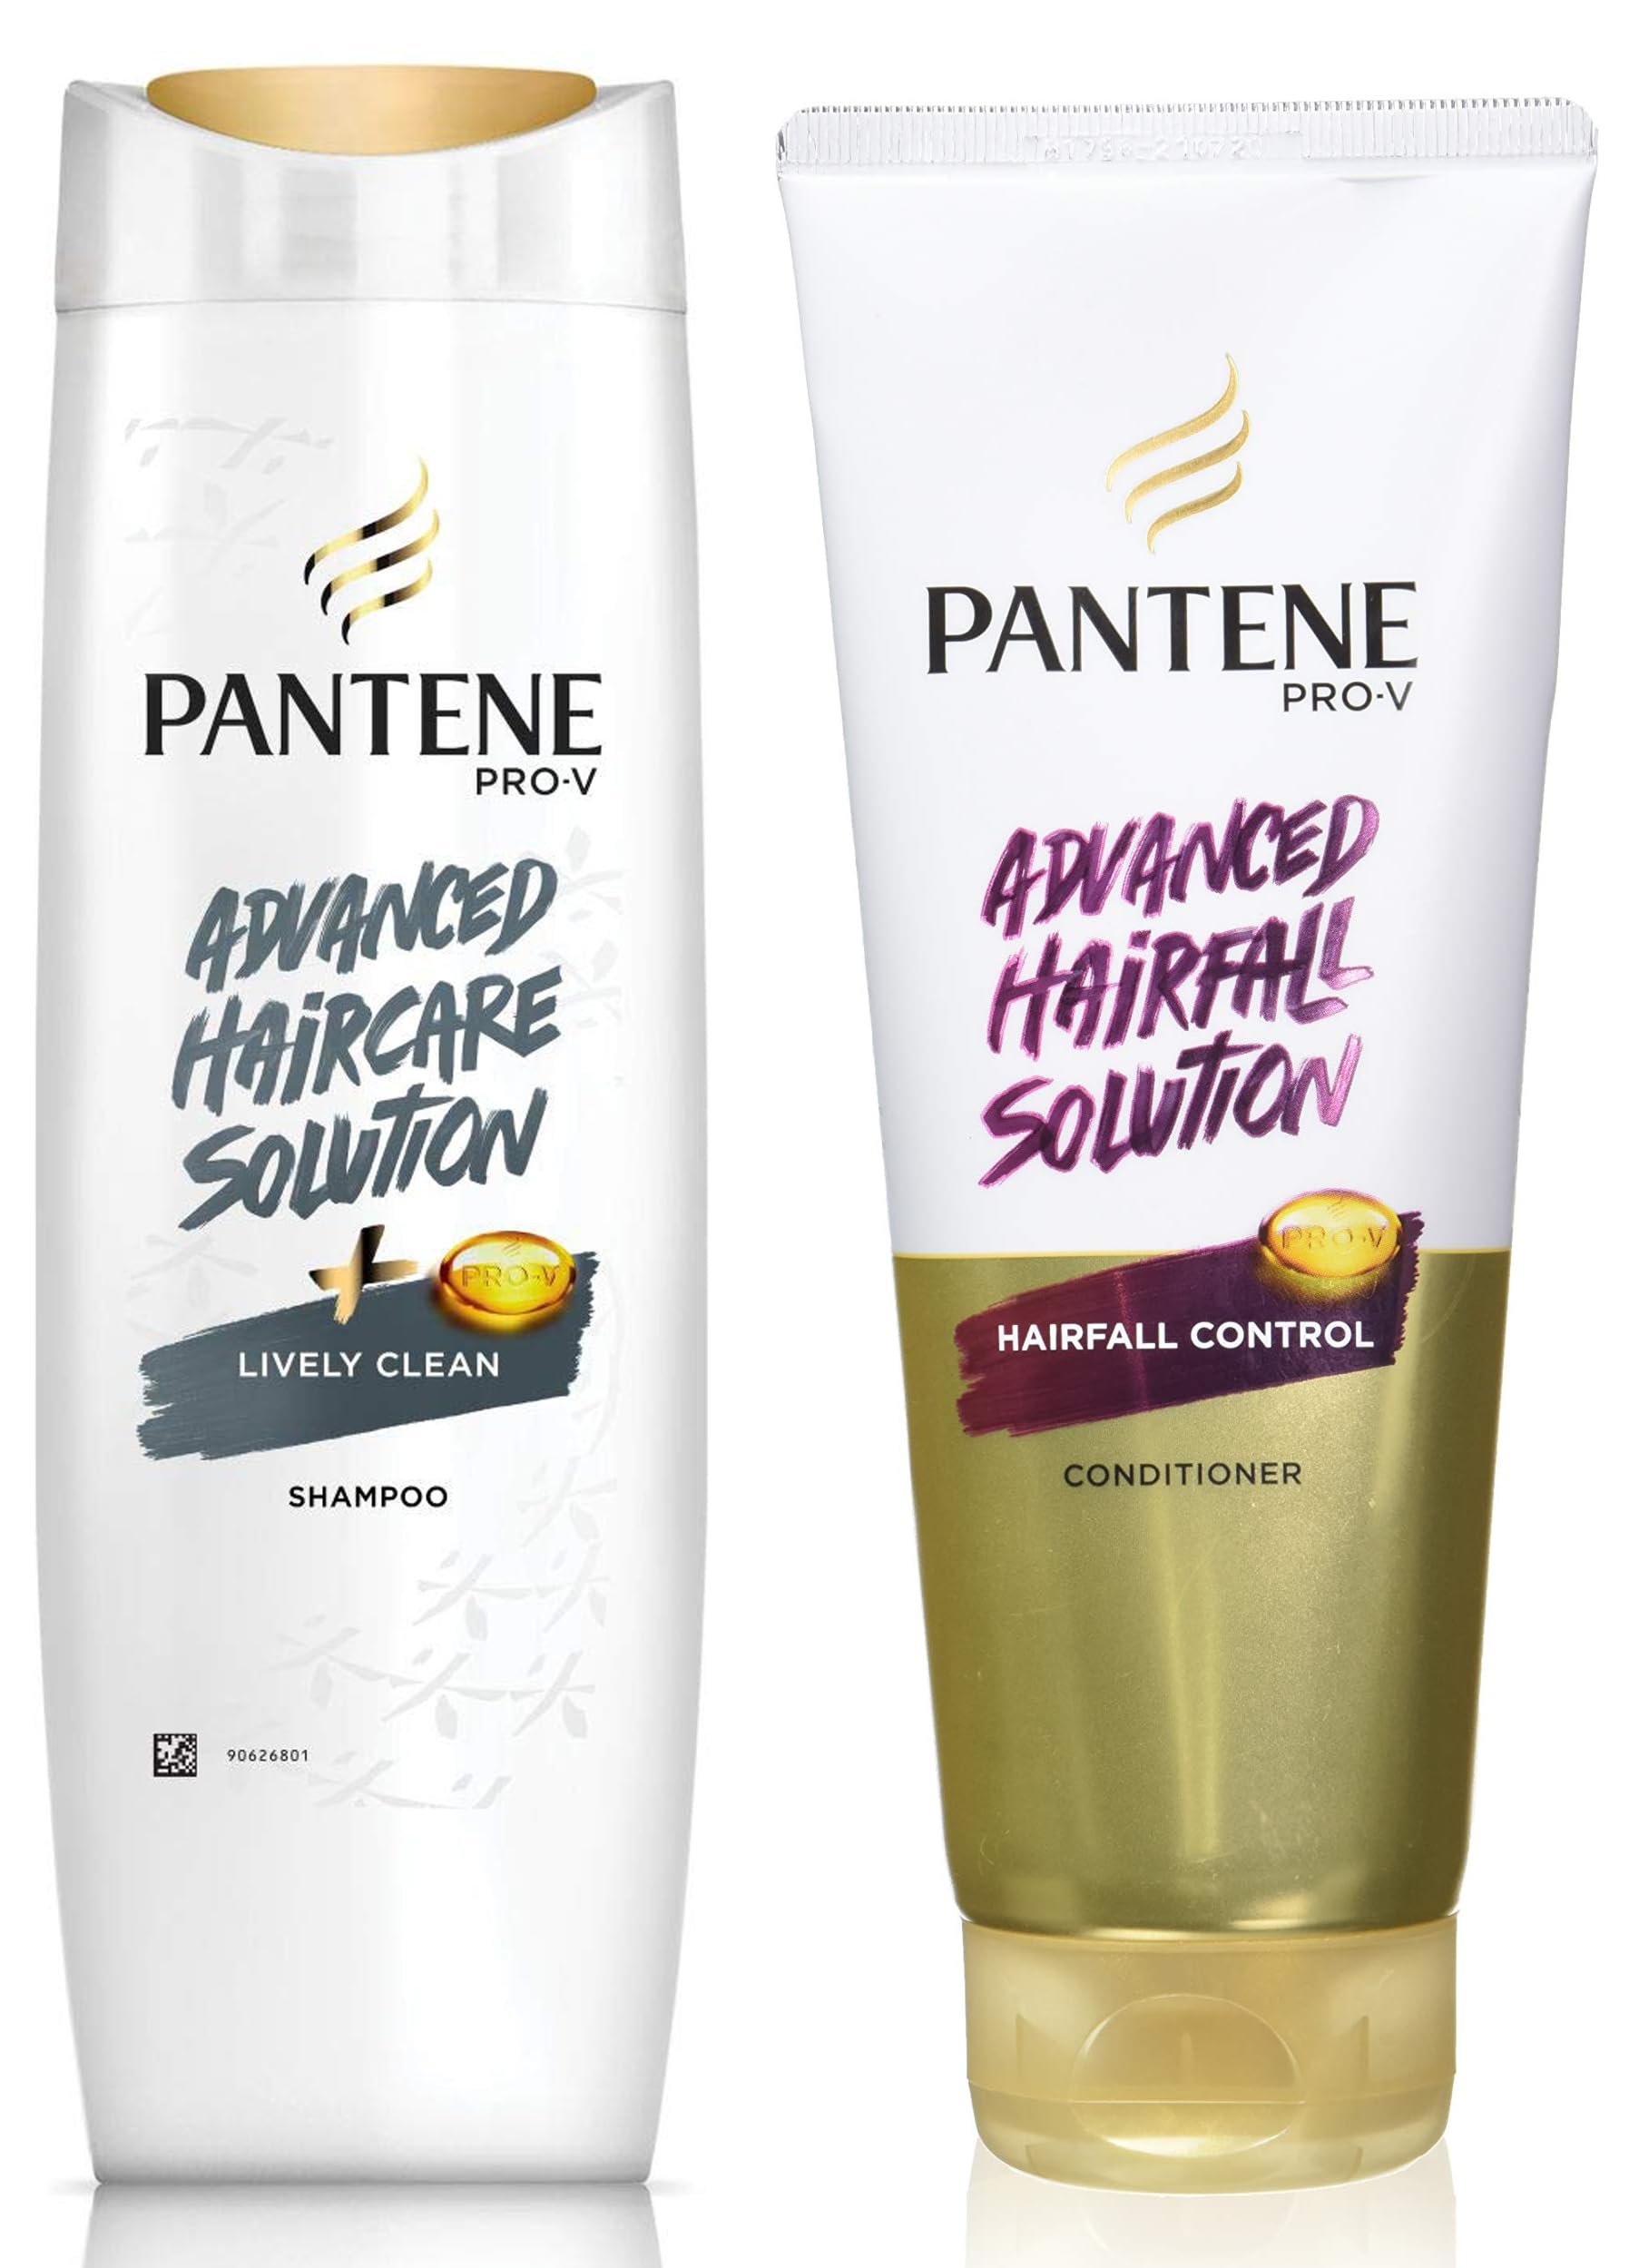 PANTENE
PRO-V
ADVANCED
HAIRCARE
SOLUTION
+ PRO-V
LIVELY CLEAN
SHAMPOO
90626801
PANTENE
PRO-V
ADVANCED
HAIRFALL
SOLUTION
PRO-V
HAIRFALL CONTROL
CONDITIONER